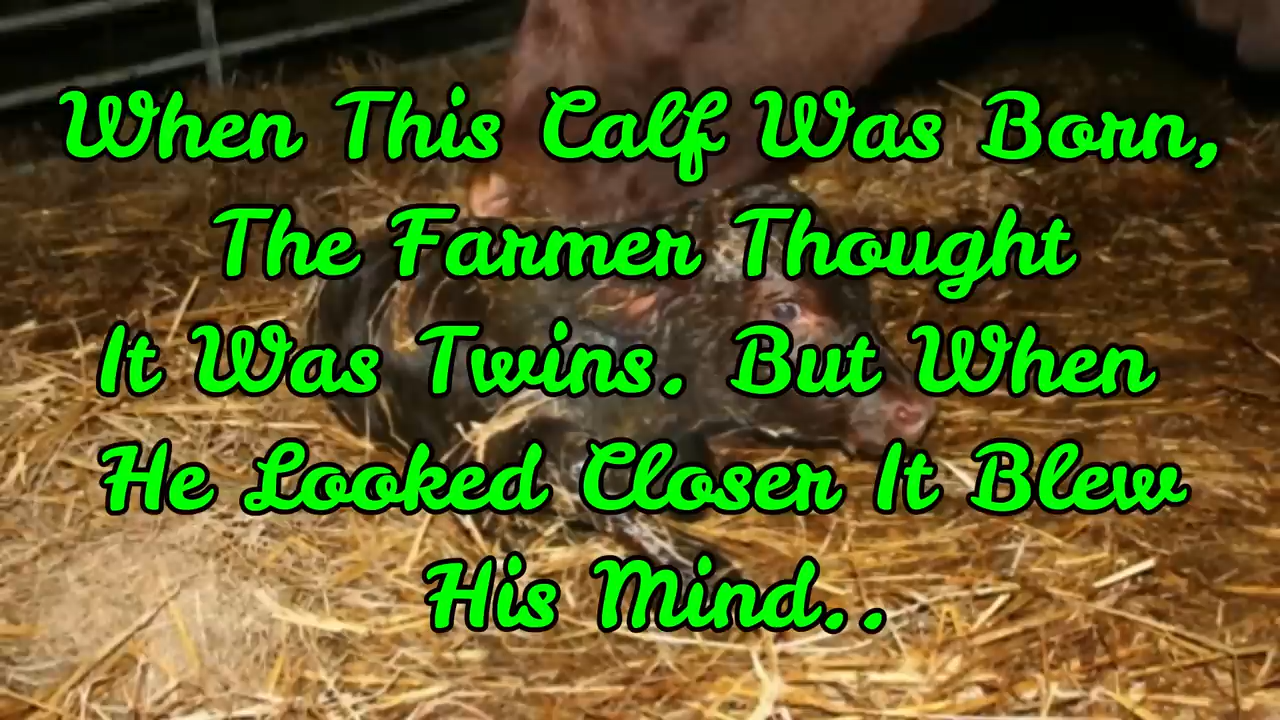 When This Calf Was Born,
The Farmer Thought
It Was Twins. But When
He Looked Closer It Blew
His Mind..